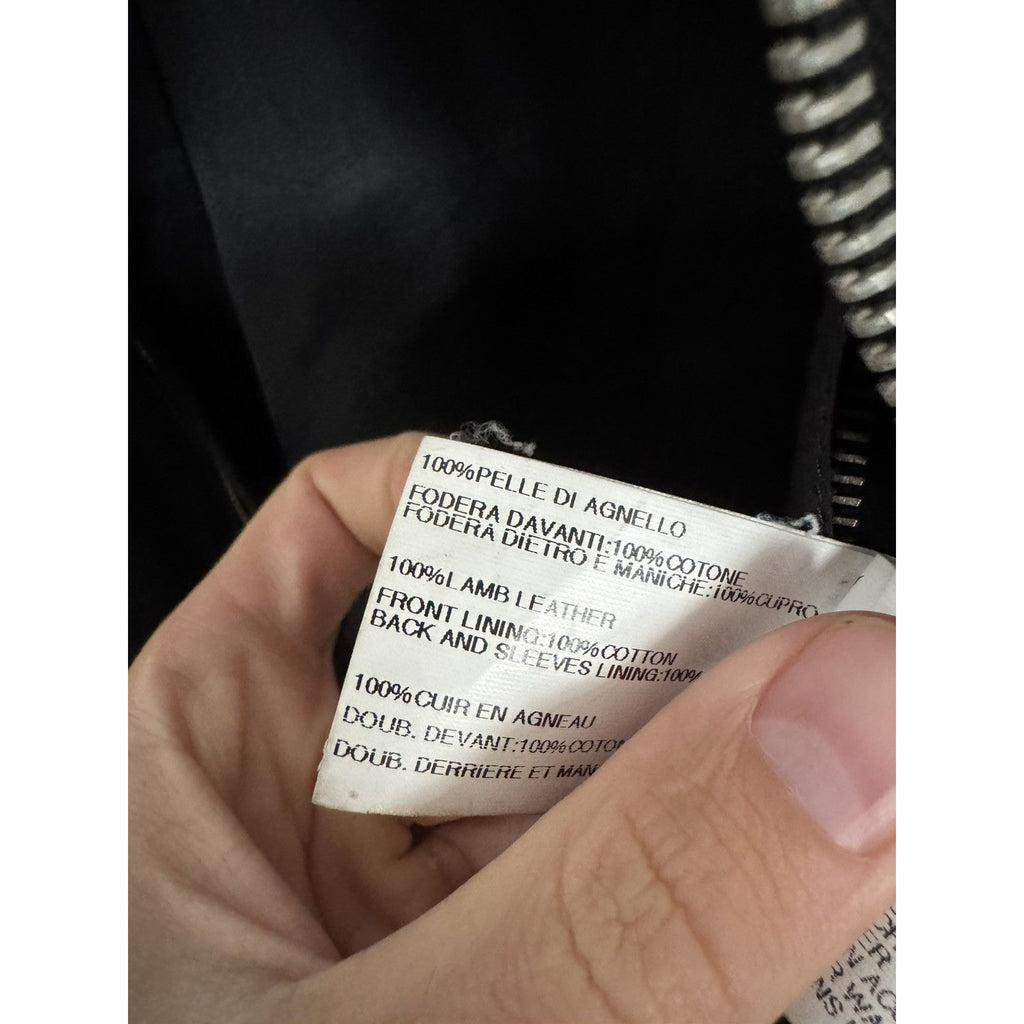 100%PELLE DI AGNELLO
FODERA DAVANTI:100%COTONE
FODERA DIETRO E MANICHE:100%CUPRO
100%LAMB LEATHER
FRONT LINING:100%COTTON
BACK AND SLEEVES LINING:100%
100%CUIR EN AGNEAU
DOUB. DEVANT:100%COTON
DOUB. DERRIERE ET MAN